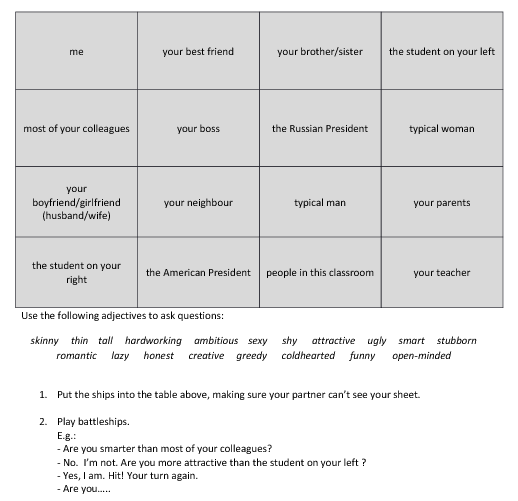 me your best friend your brother/sister the student on your left
most of your colleagues your boss the Russian President typical woman
your
boyfriend/girlfriend
(husband/wife) your neighbour typical man your parents
the student on your
right the American President people in this classroom your teacher
Use the following adjectives to ask questions:
skinny thin tall hardworking ambitious sexy shy attractive ugly smart stubborn
romantic lazy honest creative greedy coldhearted funny open-minded
1. Put the ships into the table above, making sure your partner can't see your sheet.
2. Play battleships.
E.g.:
- Are you smarter than most of your colleagues?
- No. I'm not. Are you more attractive than the student on your left ?
- Yes, I am. Hit! Your turn again.
- Are you…..